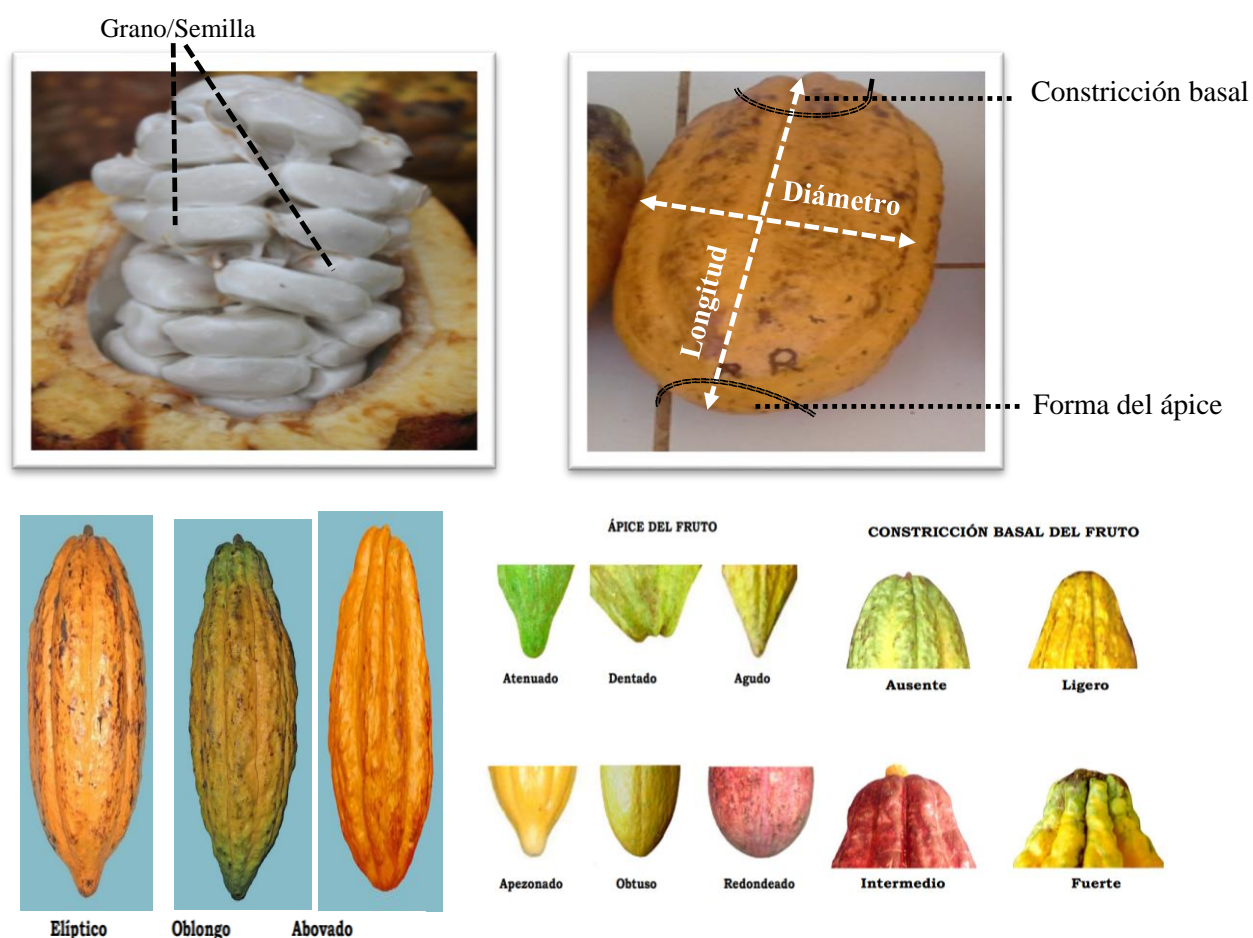 Grano/Semilla
Constricción basal
Diámetro
Longitud
R R
Forma del ápice
ÁPICE DEL FRUTO
CONSTRICCIÓN BASAL DEL FRUTO
Atenuado Dentado Agudo
Ausente Ligero
Apezonado Obtuso Redondeado
Intermedio Fuerte
Elíptico Oblongo Abovado